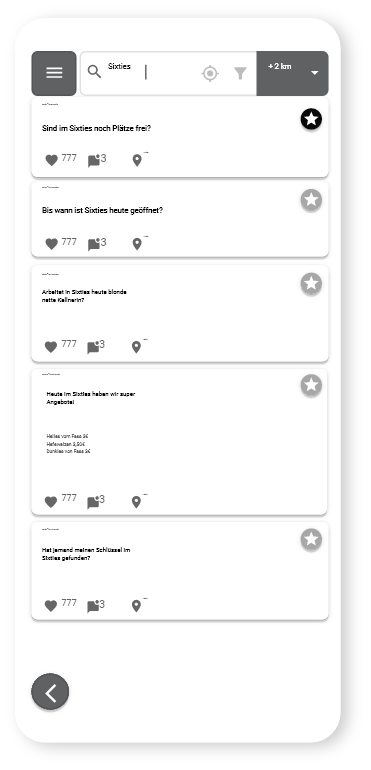 Sixties
+ 2 km
Sind im Sixties noch Plätze frei?
777
3
Bis wann ist Sixties heute geöffnet?
777
3
Arbeitet in Sixties heute blonde
nette Kellnerin?
777
3
Heute im Sixties haben wir super
Angebote!
Helles vom Fass 3€
Hefeweizen 3,50€
Dunkles von Fass 3€
777
3
Hat jemand meinen Schlüssel im
Sixties gefunden?
777
3